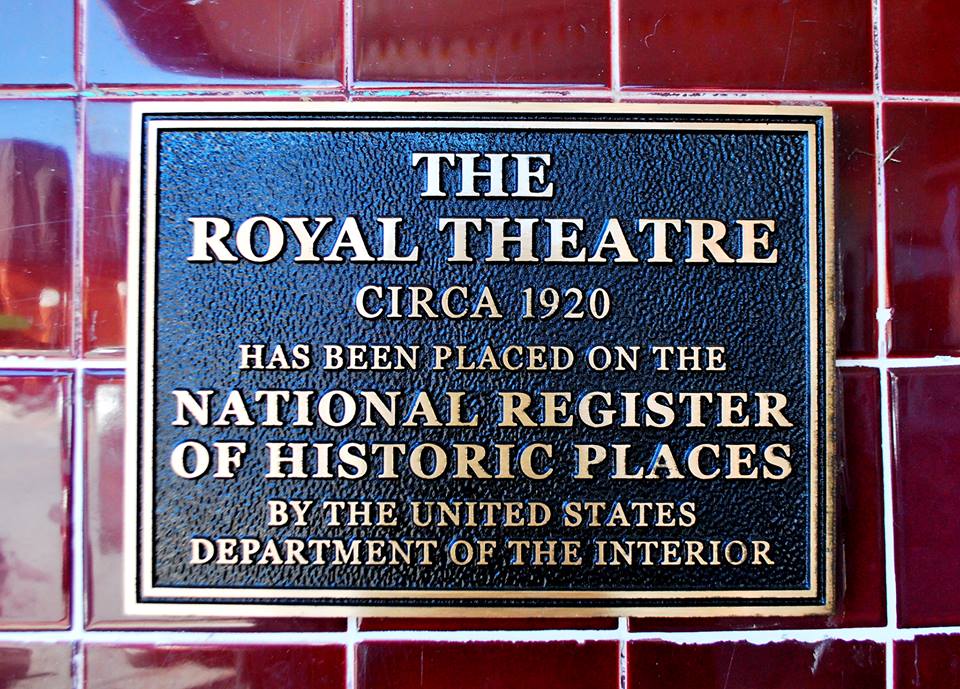 THE
ROYAL THEATRE
CIRCA 1920
HAS BEEN PLACED ON THE
NATIONAL REGISTER
OF HISTORIC PLACES
BY THE UNITED STATES
DEPARTMENT OF THE INTERIOR